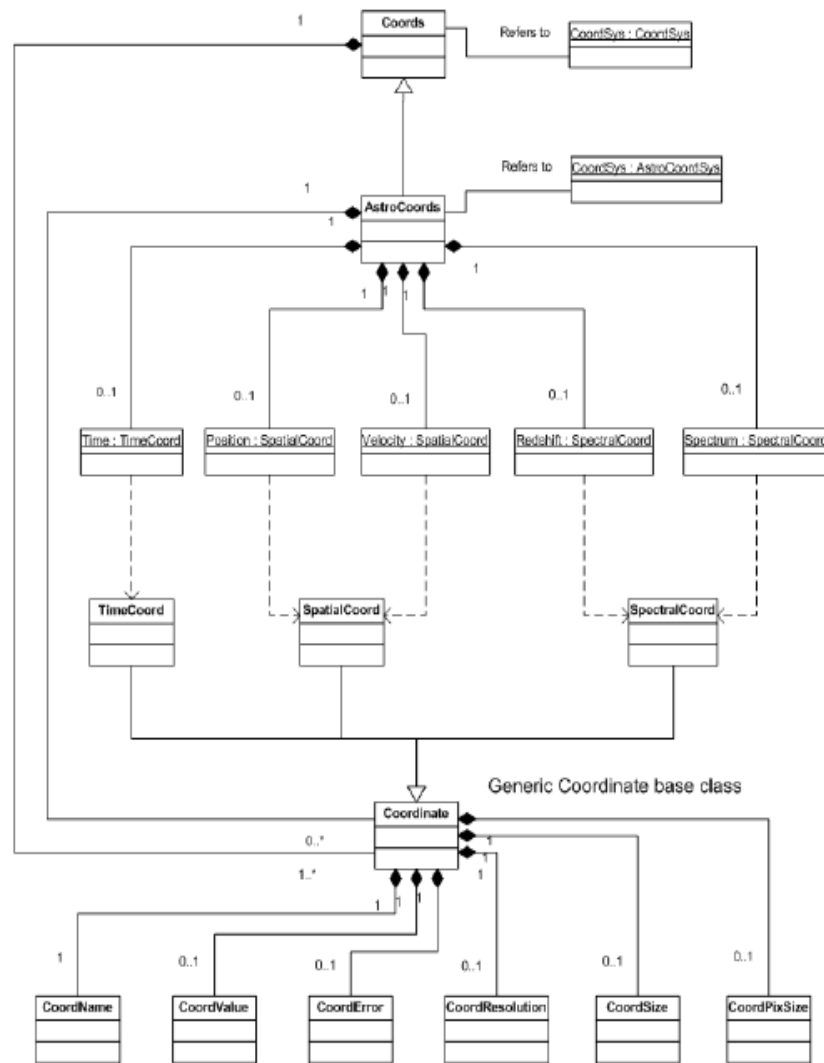 1
Coords
Refers to
CoordSys : CoordSys
Refers to
CoordSys : AstroCoordSys
1
AstroCoords
1
1
1
1
1
0..1
0..1
0..1
0..1
0..1
Time : TimeCoord
Position : SpatialCoord
Velocity : SpatialCoord
Redshift : SpectralCoord
Spectrum : SpectralCoord
TimeCoord
SpatialCoord
SpectralCoord
Generic Coordinate base class
Coordinate
0..*
1
1
1..*
1
1
1
1
1
0..1
0..1
0..1
0..1
0..1
CoordName
CoordValue
CoordError
CoordResolution
CoordSize
CoordPixSize